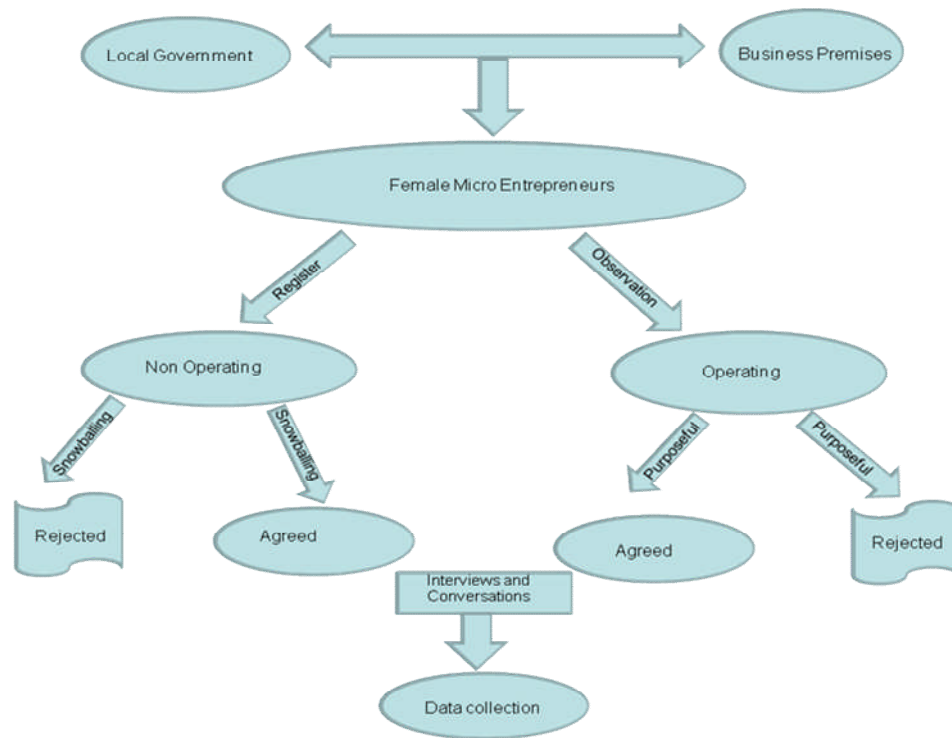 Local Government
Business Premises
Female Micro Entrepreneurs
Register
Observation
Non Operating
Operating
Snowballing
Snowballing
Purposeful
Purposeful
Rejected
Agreed
Agreed
Rejected
Interviews and
Conversations
Data collection